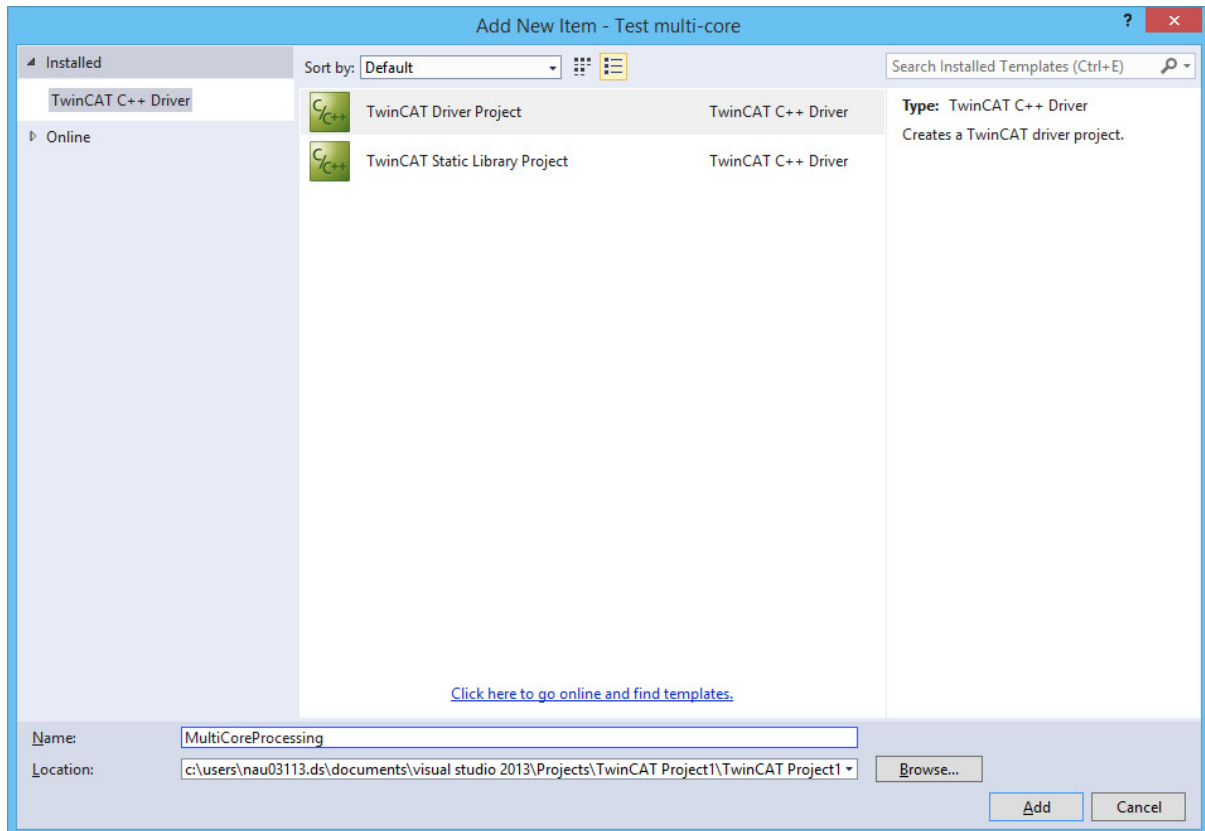 Add New Item - Test multi-core
?
Installed
Sort by: Default
Search Installed Templates (Ctrl+E)
TwinCAT C++ Driver
Online
C/C++ TwinCAT Driver Project TwinCAT C++ Driver
C/C++ TwinCAT Static Library Project TwinCAT C++ Driver
Type: TwinCAT C++ Driver
Creates a TwinCAT driver project.
Click here to go online and find templates.
Name: MultiCoreProcessing
Location: c:\users\nau03113.ds\documents\visual studio 2013\Projects\TwinCAT Project1\TwinCAT Project1
Browse...
Add Cancel